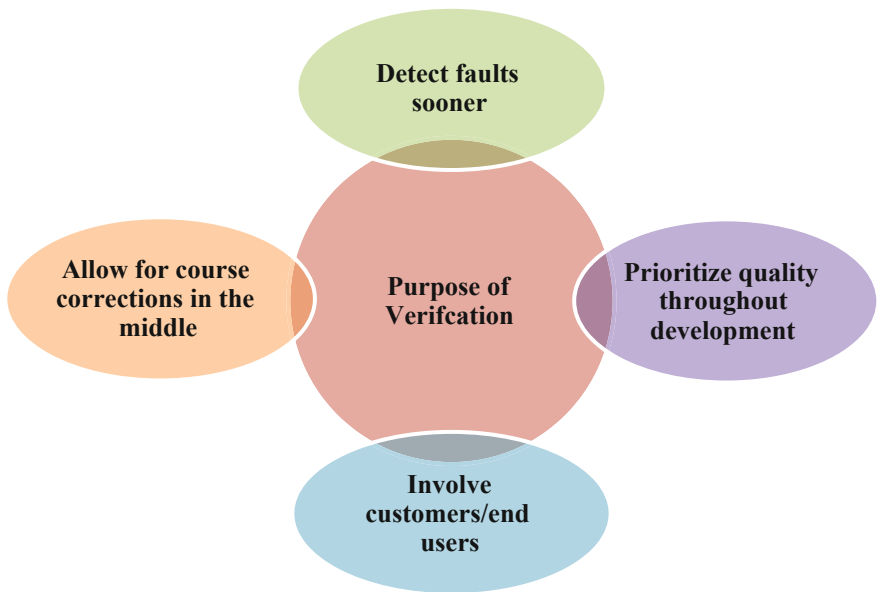 Detect faults
sooner
Allow for course
corrections in the
middle
Purpose of
Verifcation
Prioritize quality
throughout
development
Involve
customers/end
users